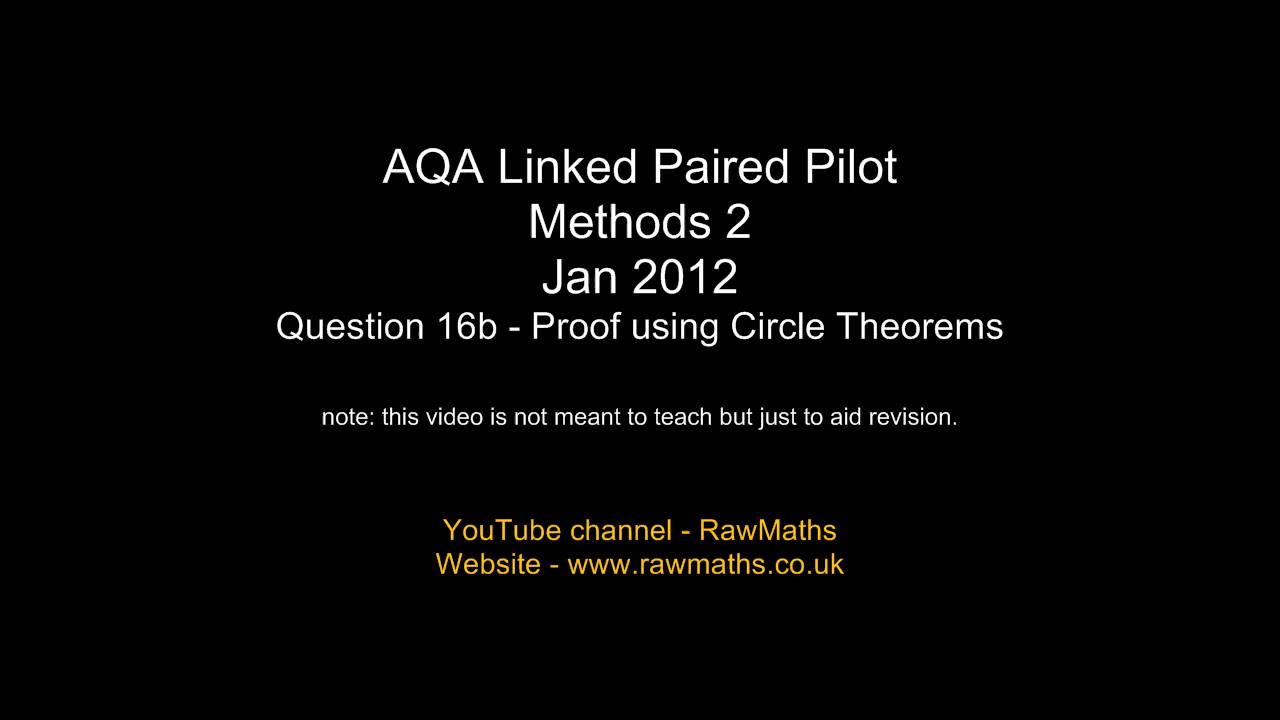 AQA Linked Paired Pilot
Methods 2
Jan 2012
Question 16b - Proof using Circle Theorems
note: this video is not meant to teach but just to aid revision.
YouTube channel - RawMaths
Website - www.rawmaths.co.uk